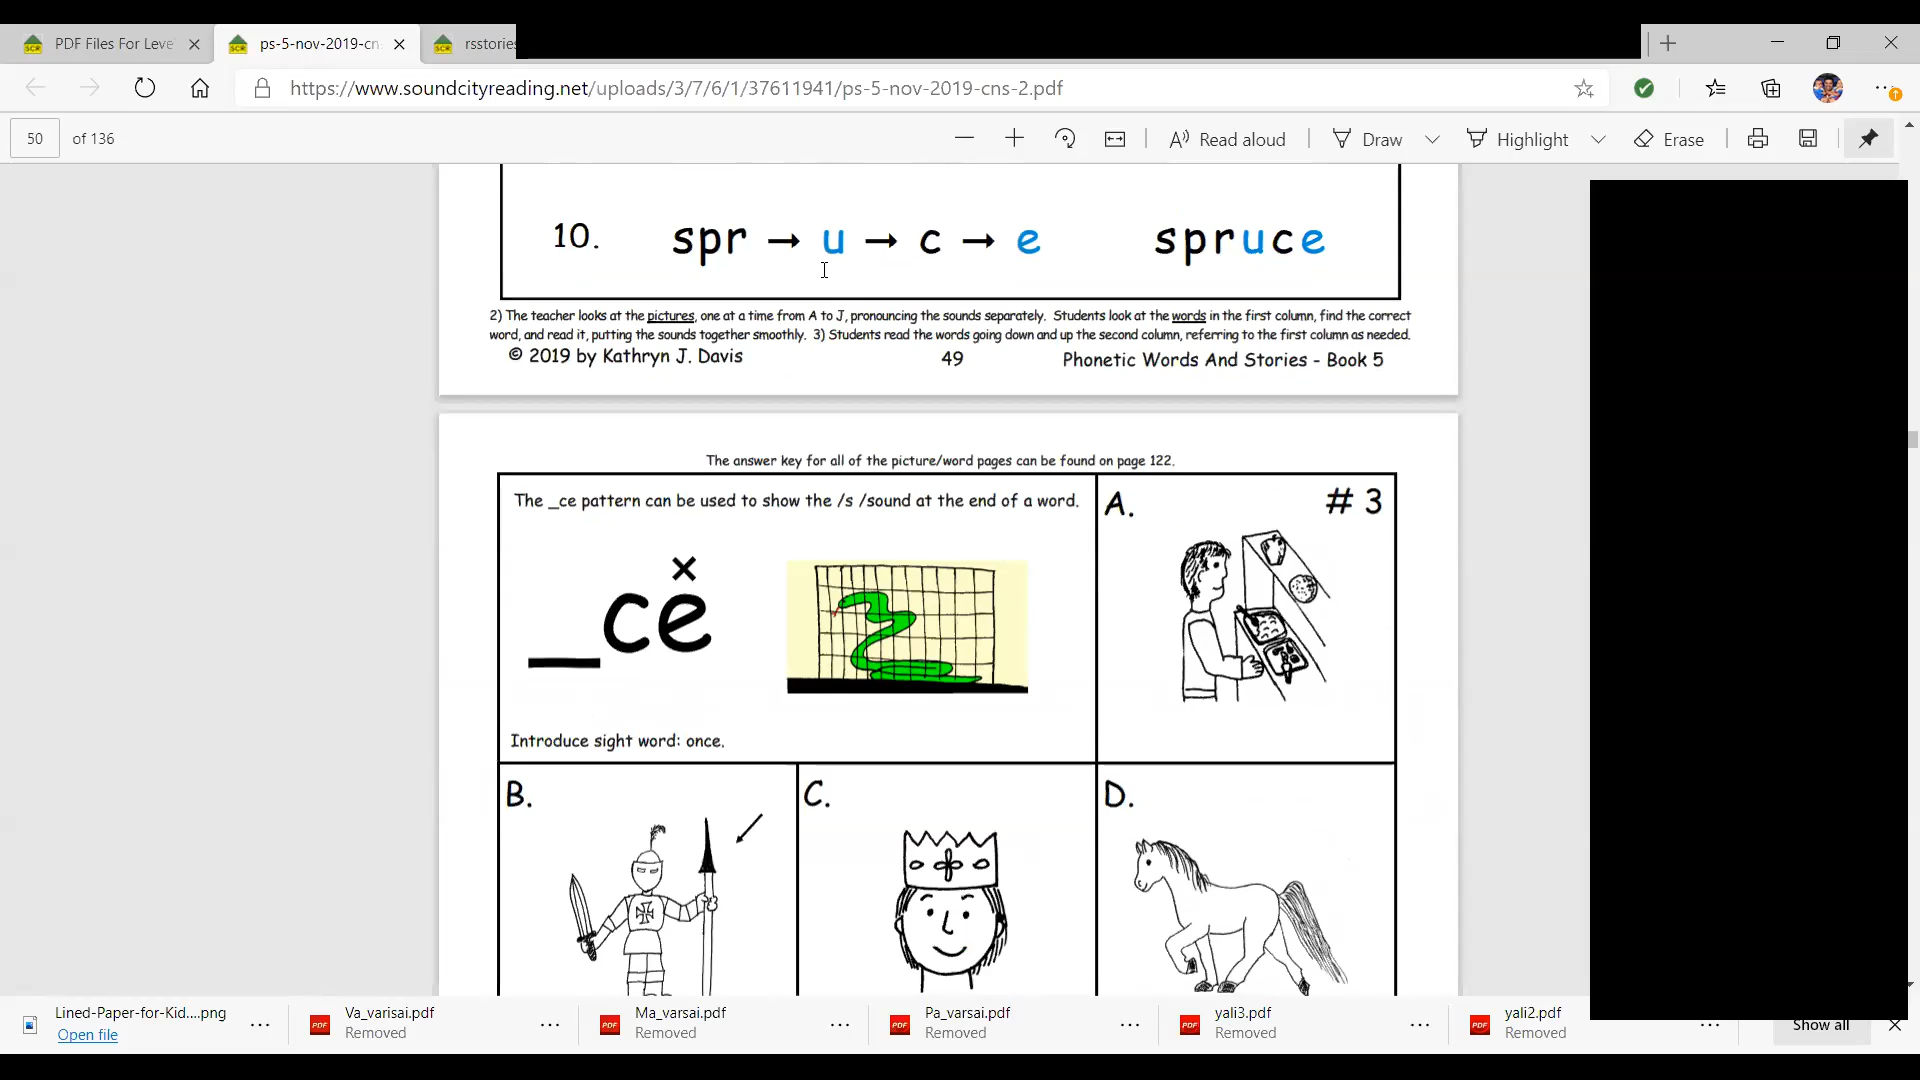 PDF Files For Leve
ps-5-nov-2019-cn
rsstories
https://www.soundcityreading.net/uploads/3/7/6/1/37611941/ps-5-nov-2019-cns-2.pdf
50 of 136
Read aloud
Draw
Highlight
Erase
10. spr → u → c → e spruce
2) The teacher looks at the pictures, one at a time from A to J, pronouncing the sounds separately. Students look at the words in the first column, find the correct
word, and read it, putting the sounds together smoothly. 3) Students read the words going down and up the second column, referring to the first column as needed.
© 2019 by Kathryn J. Davis 49 Phonetic Words And Stories - Book 5
The answer key for all of the picture/word pages can be found on page 122.
The _ce pattern can be used to show the /s /sound at the end of a word.
A. # 3
x
_ce
Introduce sight word: once.
B. C. D.
Lined-Paper-for-Kid....png
Open file
Va_varisai.pdf
Removed
Ma_varsai.pdf
Removed
Pa_varsai.pdf
Removed
yali3.pdf
Removed
yali2.pdf
Removed
Show all